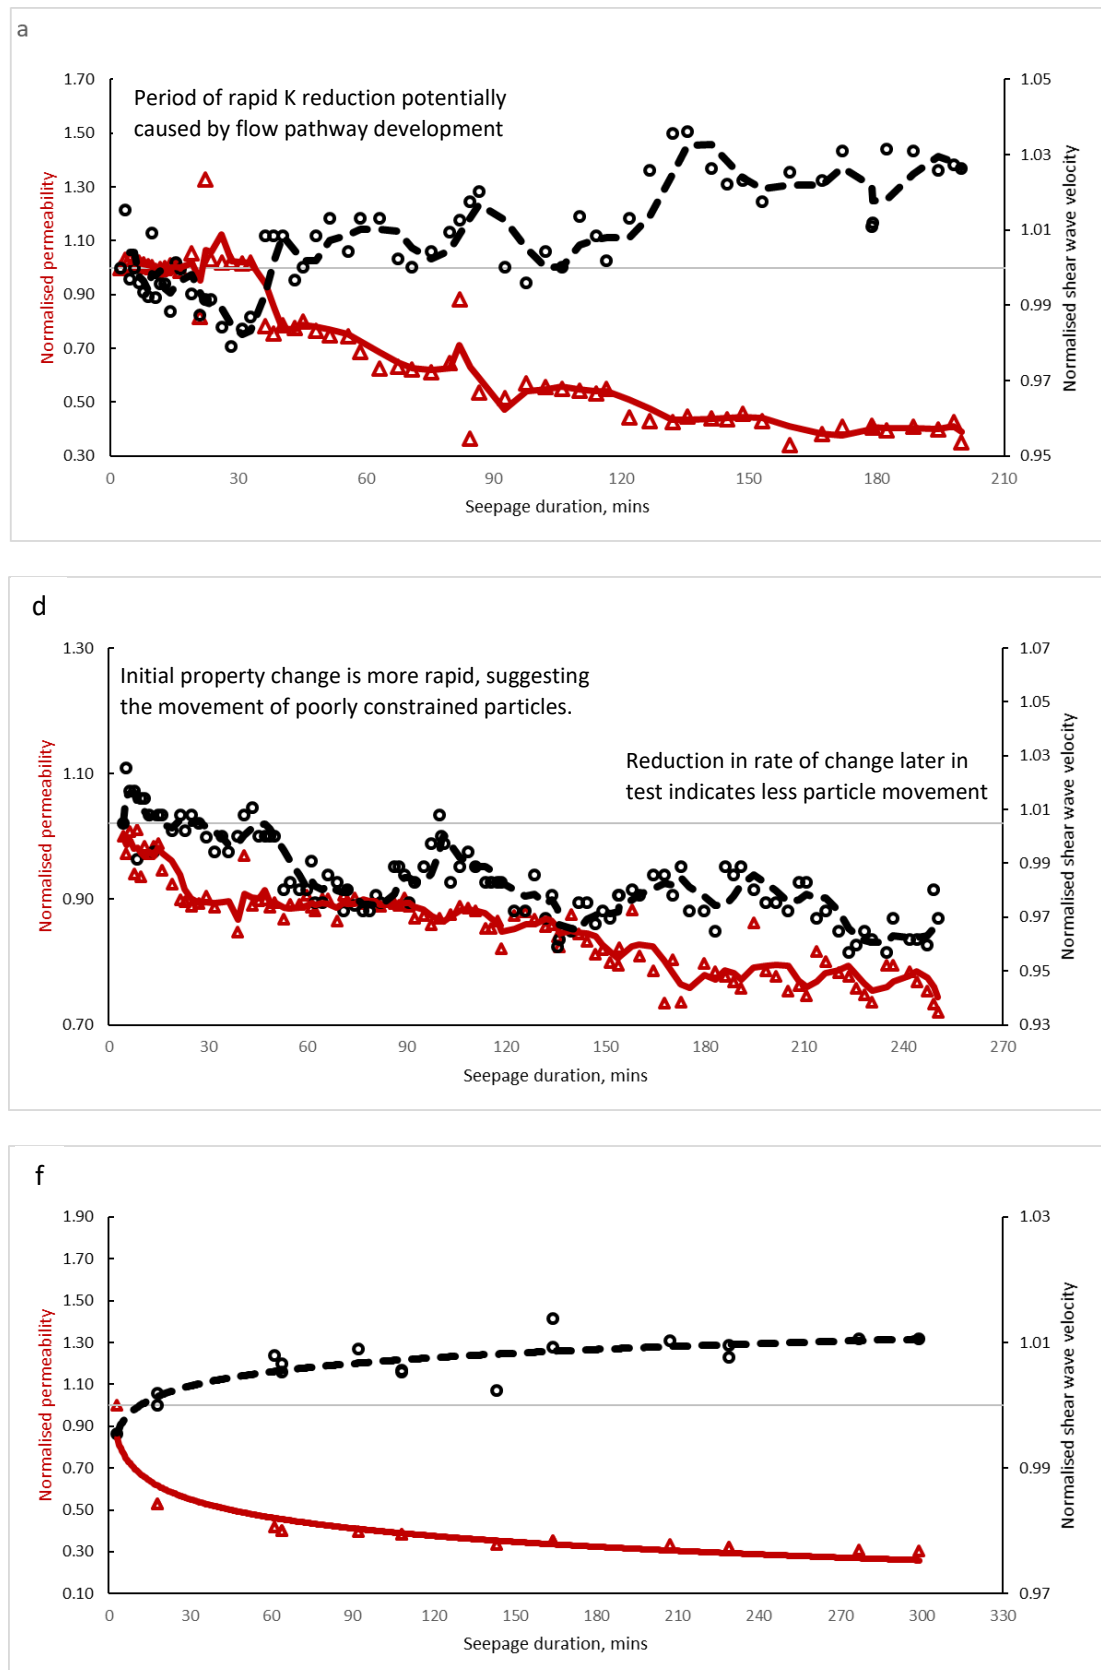 a
Period of rapid K reduction potentially
caused by flow pathway development
1.70
1.50
1.30
1.10
0.90
0.70
0.50
0.30
Normalised permeability
1.05
1.03
1.01
0.99
0.97
0.95
Normalised shear wave velocity
0 30 60 90 120 150 180 210
Seepage duration, mins
d
Initial property change is more rapid, suggesting
the movement of poorly constrained particles.
Reduction in rate of change later in
test indicates less particle movement
1.30
1.10
0.90
0.70
Normalised permeability
1.07
1.05
1.03
1.01
0.99
0.97
0.95
0.93
Normalised shear wave velocity
0 30 60 90 120 150 180 210 240 270
Seepage duration, mins
f
1.90
1.70
1.50
1.30
1.10
0.90
0.70
0.50
0.30
0.10
Normalised permeability
1.03
1.01
0.99
0.97
Normalised shear wave velocity
0 30 60 90 120 150 180 210 240 270 300 330
Seepage duration, mins